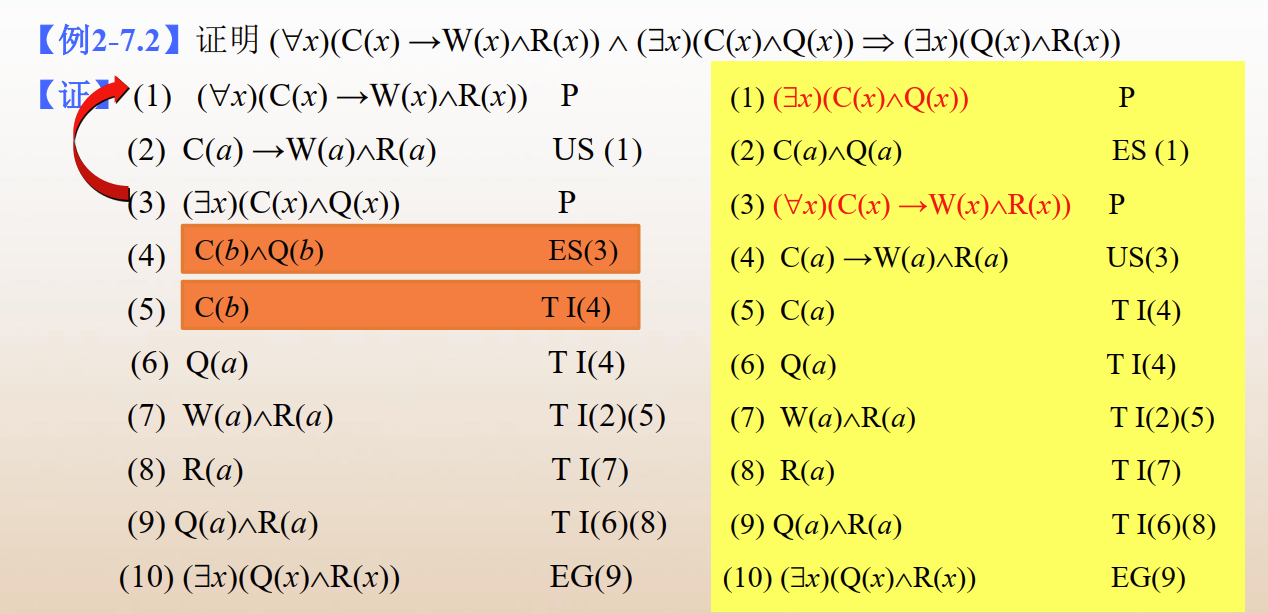 【例2-7.2】证明 (∀x)(C(x) →W(x)∧R(x)) ∧ (∃x)(C(x)∧Q(x)) ⇒ (∃x)(Q(x)∧R(x))
【证】(1) (∀x)(C(x) →W(x)∧R(x)) P
(2) C(a) →W(a)∧R(a) US (1)
(3) (∃x)(C(x)∧Q(x)) P
(4) C(b)∧Q(b) ES(3)
(5) C(b) T I(4)
(6) Q(a) T I(4)
(7) W(a)∧R(a) T I(2)(5)
(8) R(a) T I(7)
(9) Q(a)∧R(a) T I(6)(8)
(10) (∃x)(Q(x)∧R(x)) EG(9)
(1) (∃x)(C(x)∧Q(x)) P
(2) C(a)∧Q(a) ES (1)
(3) (∀x)(C(x) →W(x)∧R(x)) P
(4) C(a) →W(a)∧R(a) US(3)
(5) C(a) T I(4)
(6) Q(a) T I(4)
(7) W(a)∧R(a) T I(2)(5)
(8) R(a) T I(7)
(9) Q(a)∧R(a) T I(6)(8)
(10) (∃x)(Q(x)∧R(x)) EG(9)